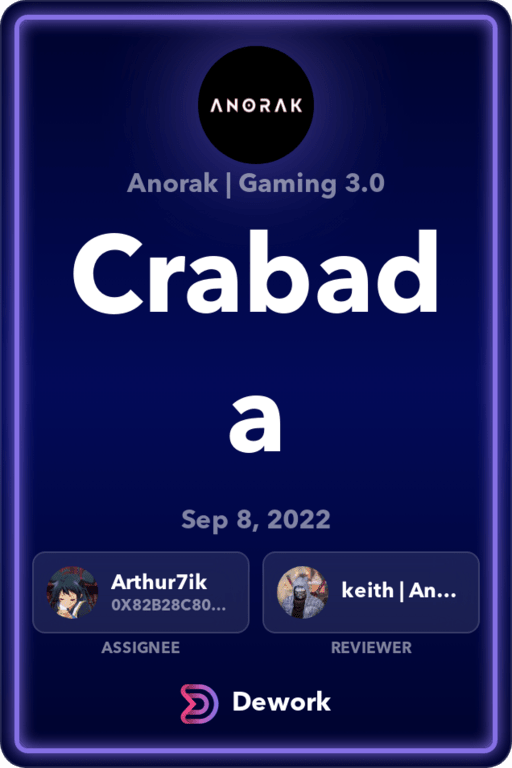 ANORAK
Anorak | Gaming 3.0
Crabad
a
Sep 8, 2022
Arthur7ik
0X82B28C80...
keith | An...
ASSIGNEE
REVIEWER
Dework